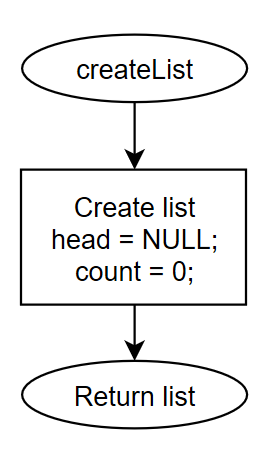 createList
Create list
head = NULL;
count = 0;
Return list